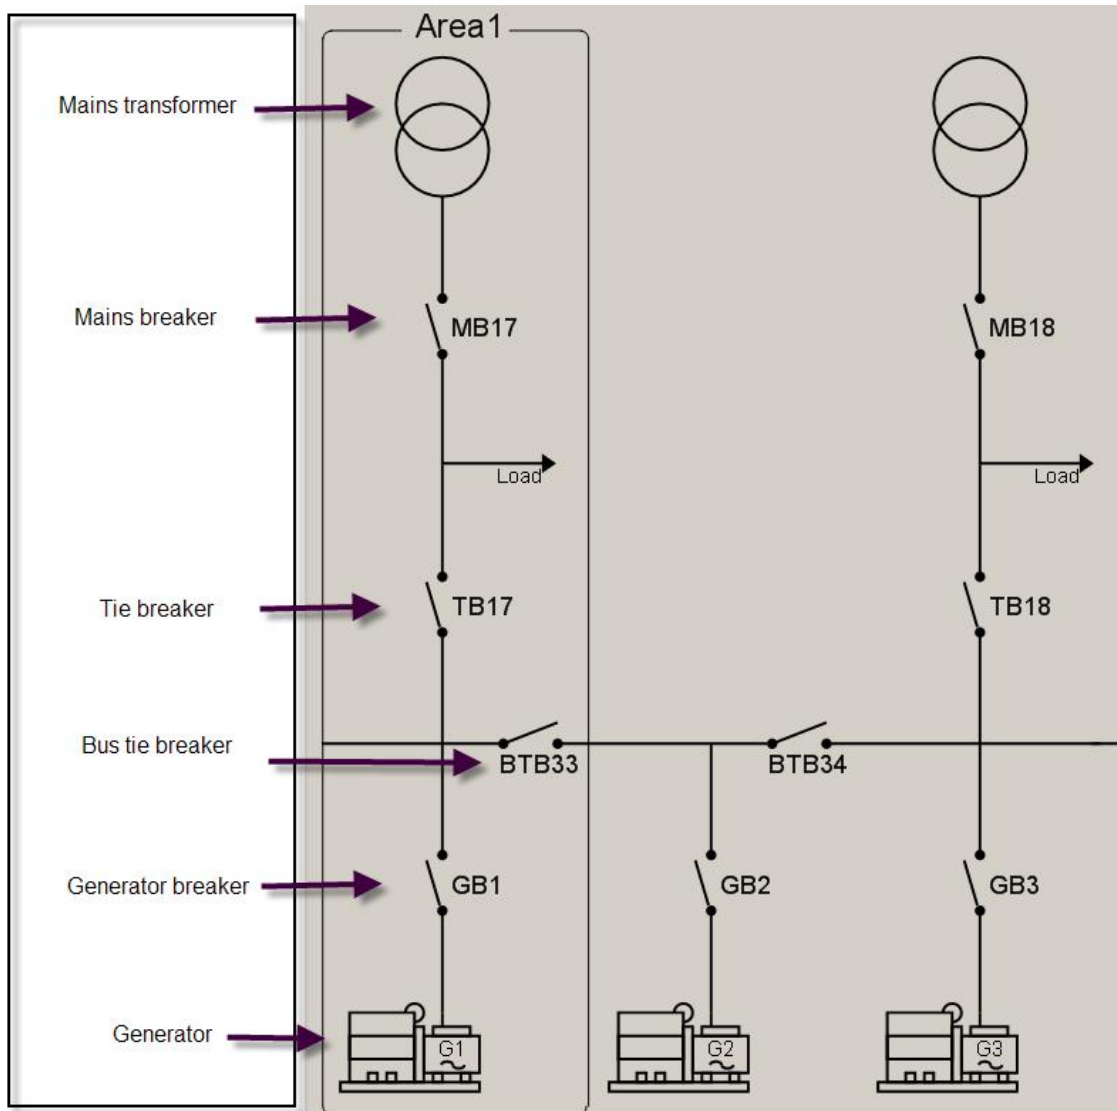 Area1
Mains transformer
Mains breaker
MB17
MB18
Load
Load
Tie breaker
TB17
TB18
Bus tie breaker
BTB33
BTB34
Generator breaker
GB1
GB2
GB3
Generator
G1
G2
G3